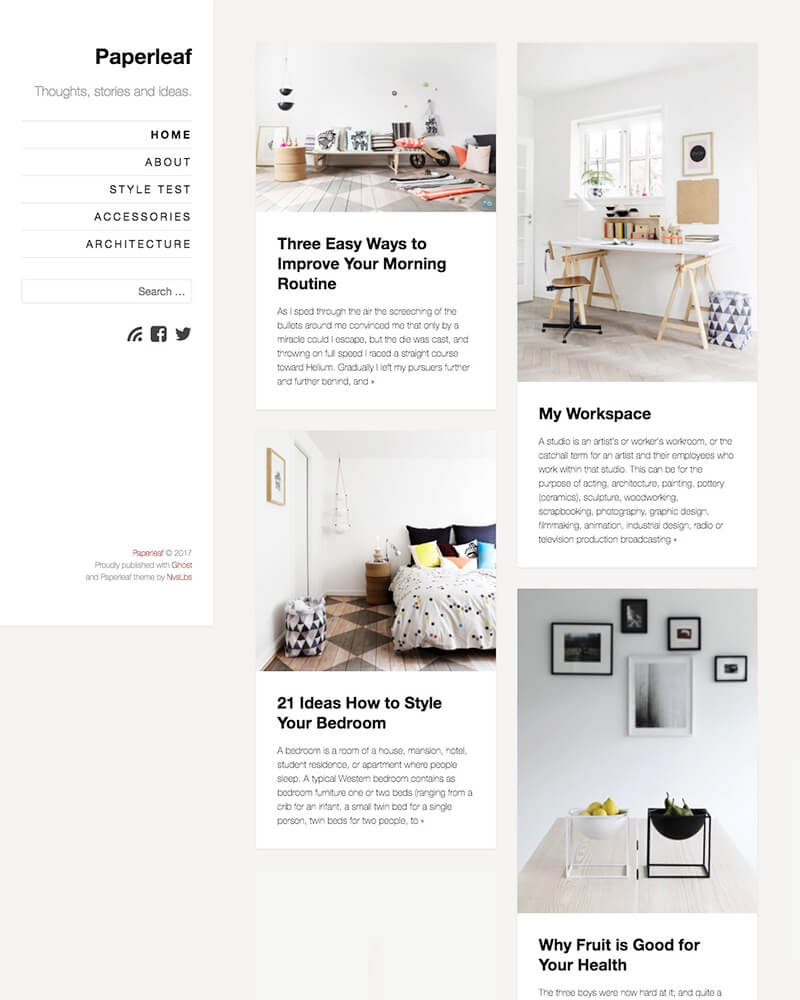 Paperleaf
Thoughts, stories and ideas.
HOME
ABOUT
STYLE TEST
ACCESSORIES
ARCHITECTURE
Search ...
Paperleaf © 2017
Proudly published with Ghost
and Paperleaf theme by NvsLbs
Three Easy Ways to
Improve Your Morning
Routine
As I sped through the air the screeching of the
bullets around me convinced me that only by a
miracle could I escape, but the die was cast, and
throwing on full speed I raced a straight course
toward Helium. Gradually I left my pursuers further
and further behind, and »
21 Ideas How to Style
Your Bedroom
A bedroom is a room of a house, mansion, hotel,
student residence, or apartment where people
sleep. A typical Western bedroom contains as
bedroom furniture one or two beds (ranging from a
crib for an infant, a small twin bed for a single
person, twin beds for two people, to »
My Workspace
A studio is an artist's or worker's workroom, or the
catchall term for an artist and their employees who
work within that studio. This can be for the
purpose of acting, architecture, painting, pottery
(ceramics), sculpture, woodworking,
scrapbooking, photography, graphic design,
filmmaking, animation, industrial design, radio or
television production broadcasting »
Why Fruit is Good for
Your Health
The three boys were now hard at it; and quite a